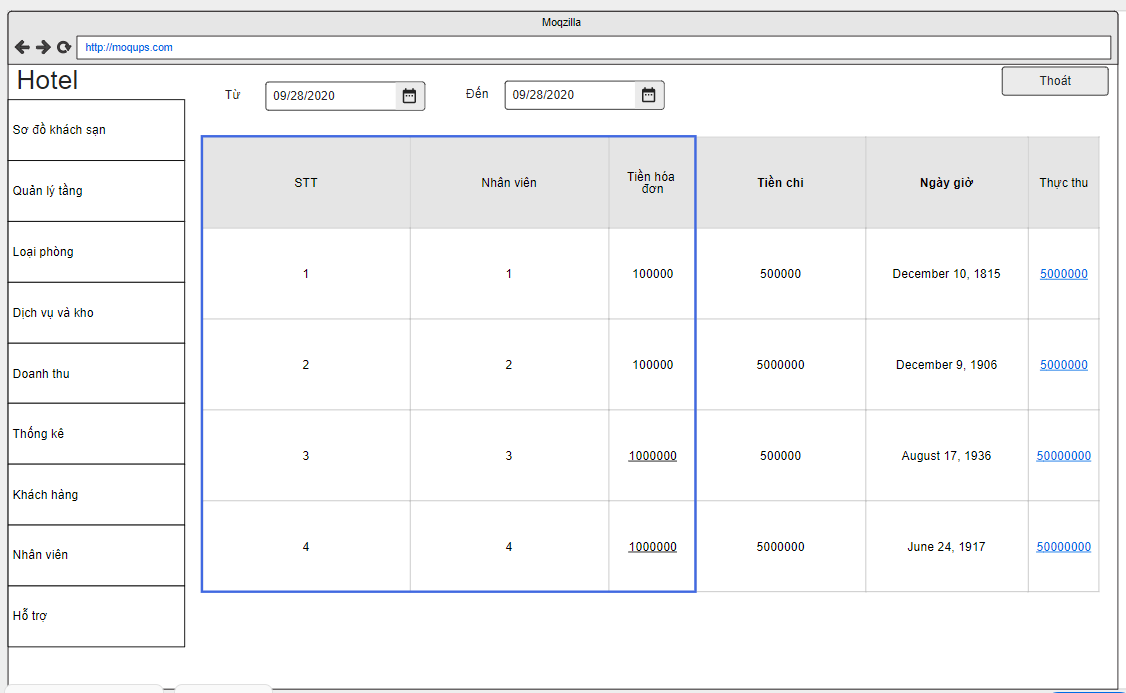 Moqzilla
http://moqups.com
Hotel
Từ 09/28/2020 Đến 09/28/2020 Thoát
Sơ đồ khách sạn
Quản lý tầng
Loại phòng
Dịch vụ và kho
Doanh thu
Thống kê
Khách hàng
Nhân viên
Hỗ trợ
STT Nhân viên Tiền hóa đơn Tiền chi Ngày giờ Thực thu
1 1 100000 500000 December 10, 1815 5000000
2 2 100000 5000000 December 9, 1906 5000000
3 3 1000000 500000 August 17, 1936 50000000
4 4 1000000 5000000 June 24, 1917 50000000